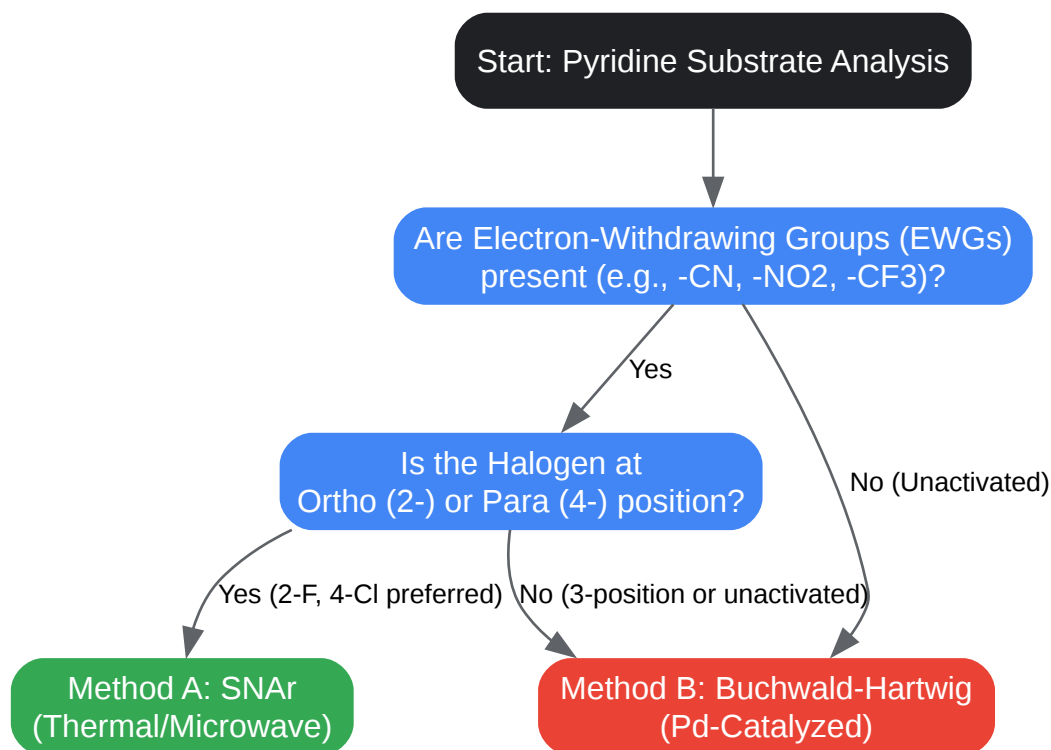 Start: Pyridine Substrate Analysis
Are Electron-Withdrawing Groups (EWGs)
present (e.g., -CN, -NO2, -CF3)?
Yes
Is the Halogen at
Ortho (2-) or Para (4-) position?
No (Unactivated)
Yes (2-F, 4-Cl preferred)
No (3-position or unactivated)
Method A: SNAr
(Thermal/Microwave)
Method B: Buchwald-Hartwig
(Pd-Catalyzed)